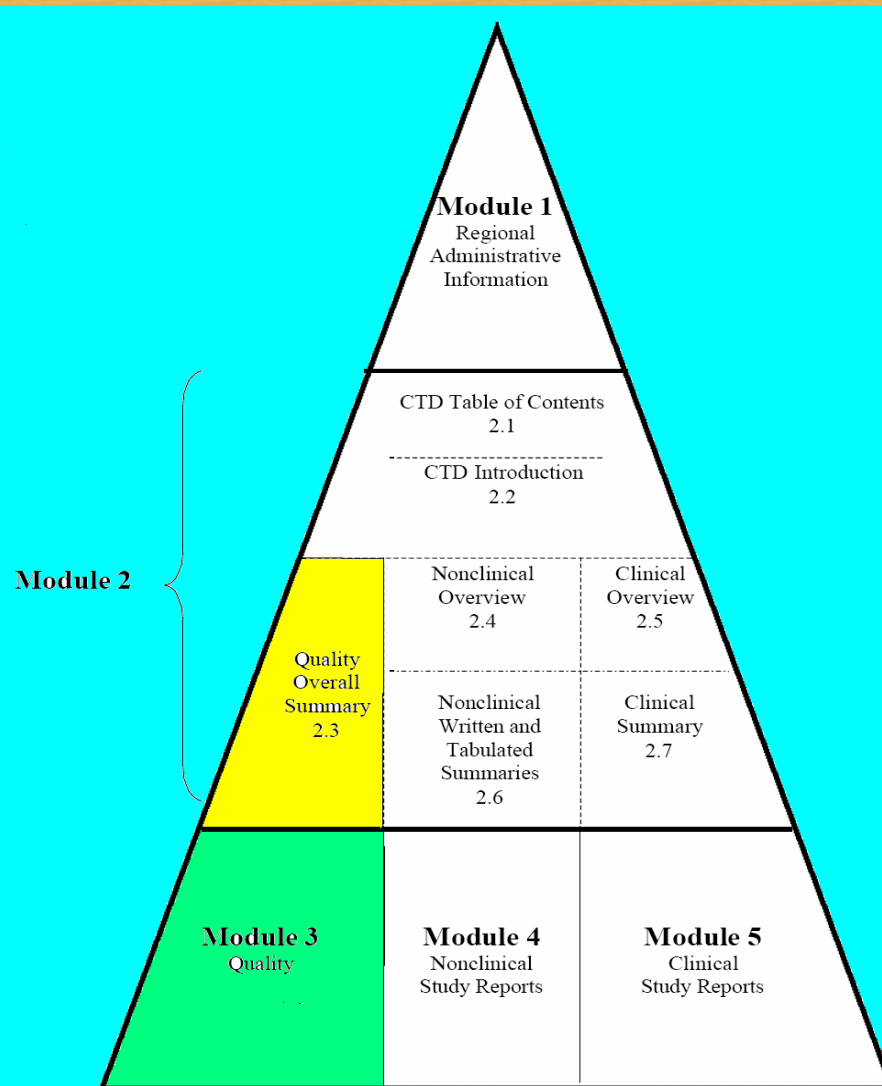 Module 1
Regional
Administrative
Information
CTD Table of Contents
2.1
CTD Introduction
2.2
Module 2
Nonclinical
Overview
2.4
Clinical
Overview
2.5
Quality
Overall
Summary
2.3
Nonclinical
Written and
Tabulated
Summaries
2.6
Clinical
Summary
2.7
Module 3
Quality
Module 4
Nonclinical
Study Reports
Module 5
Clinical
Study Reports